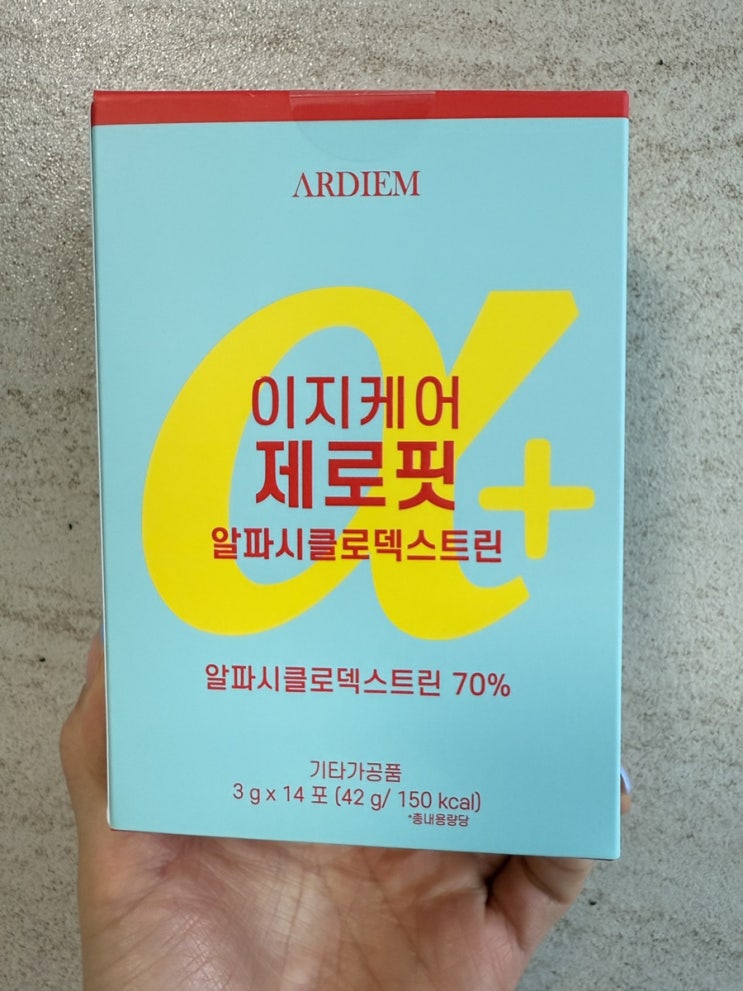 ARDIEM
α+
이지케어
제로핏
알파시클로덱스트린
알파시클로덱스트린 70%
기타가공품
3 g x 14 포 (42 g/ 150 kcal)
*총내용량당